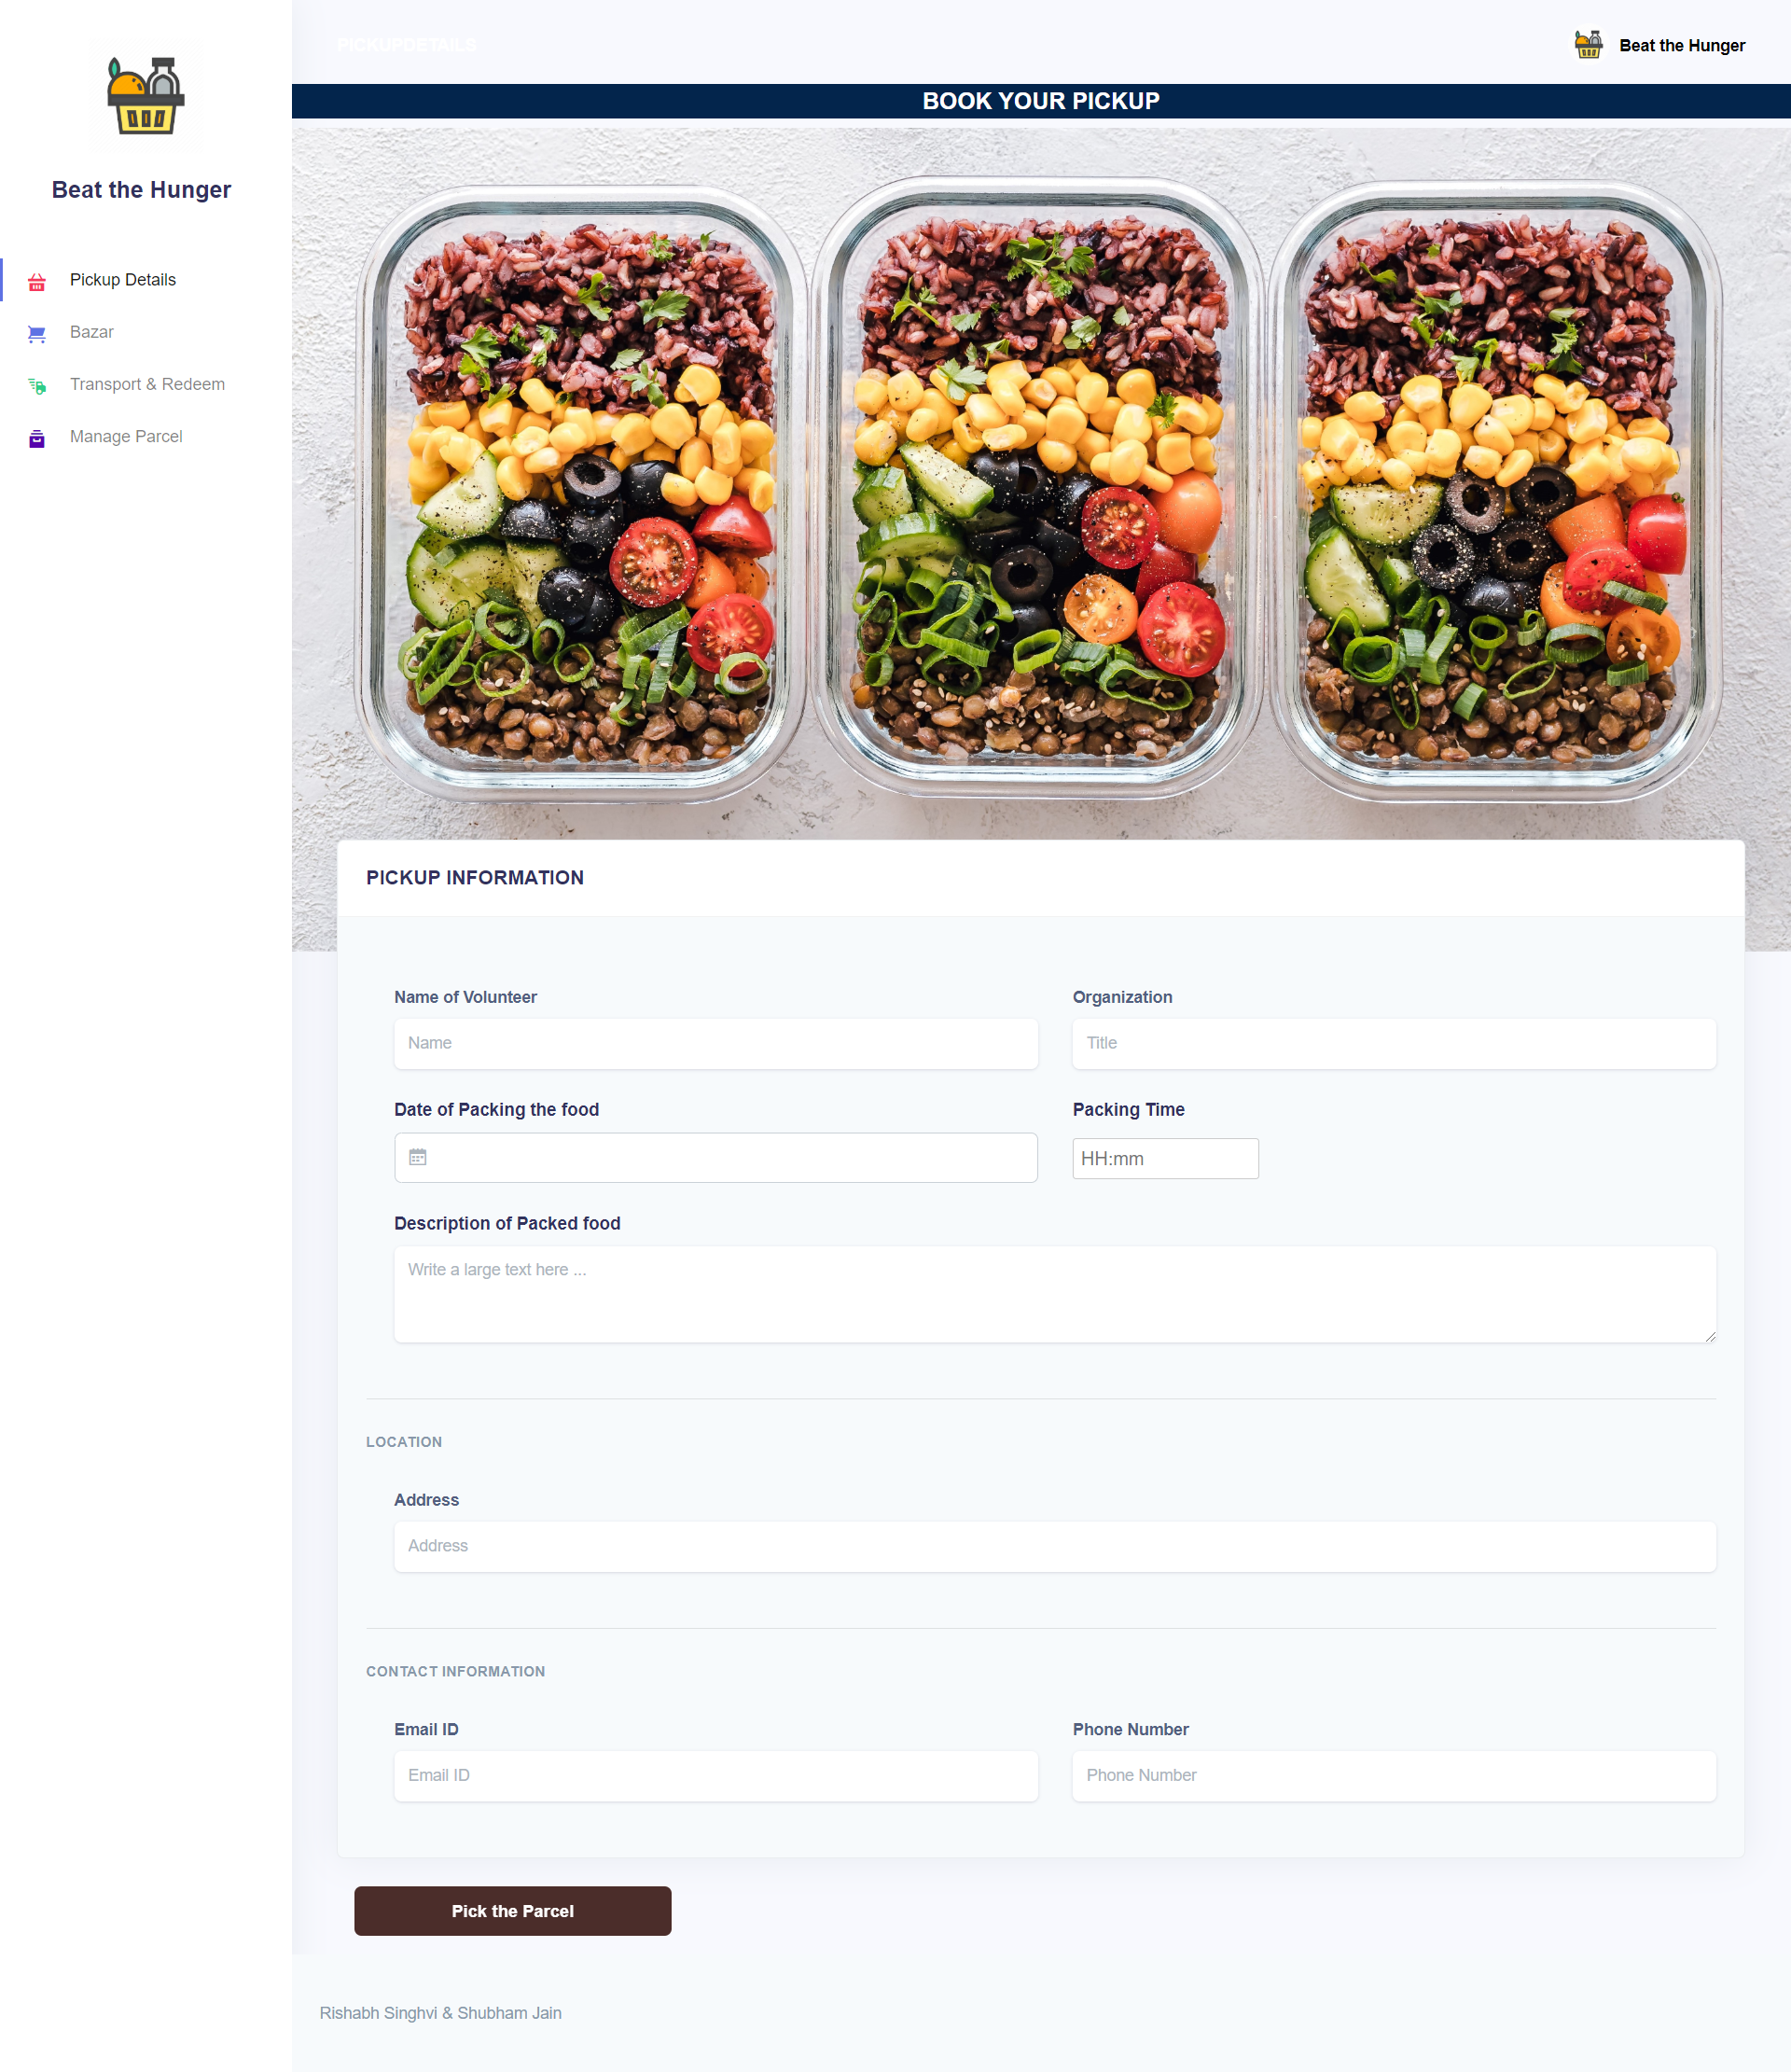 Beat the Hunger
Pickup Details
Bazar
Transport & Redeem
Manage Parcel
PICKUPDETAILS
Beat the Hunger
BOOK YOUR PICKUP
PICKUP INFORMATION
Name of Volunteer
Organization
Name
Title
Date of Packing the food
Packing Time
HH:mm
Description of Packed food
Write a large text here ...
LOCATION
Address
Address
CONTACT INFORMATION
Email ID
Phone Number
Email ID
Phone Number
Pick the Parcel
Rishabh Singhvi & Shubham Jain